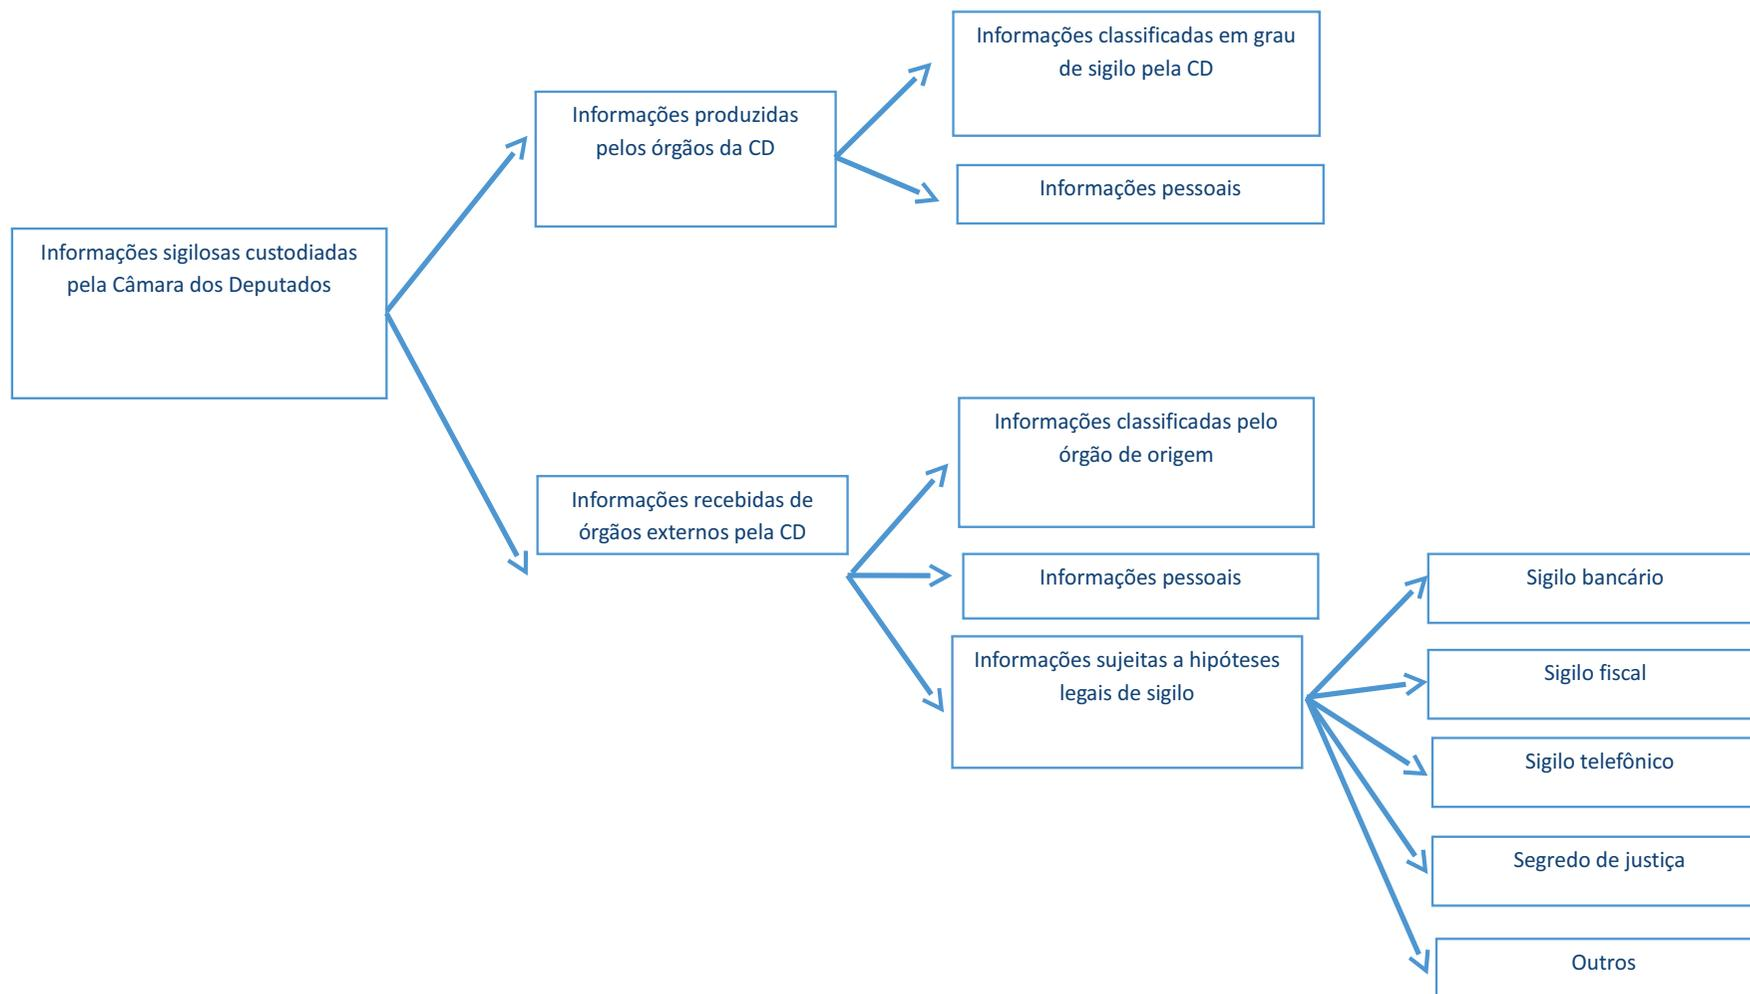 Informações classificadas em grau
de sigilo pela CD
Informações produzidas
pelos órgãos da CD
Informações pessoais
Informações sigilosas custodiadas
pela Câmara dos Deputados
Informações classificadas pelo
órgão de origem
Informações recebidas de
órgãos externos pela CD
Informações pessoais
Sigilo bancário
Informações sujeitas a hipóteses
legais de sigilo
Sigilo fiscal
Sigilo telefônico
Segredo de justiça
Outros